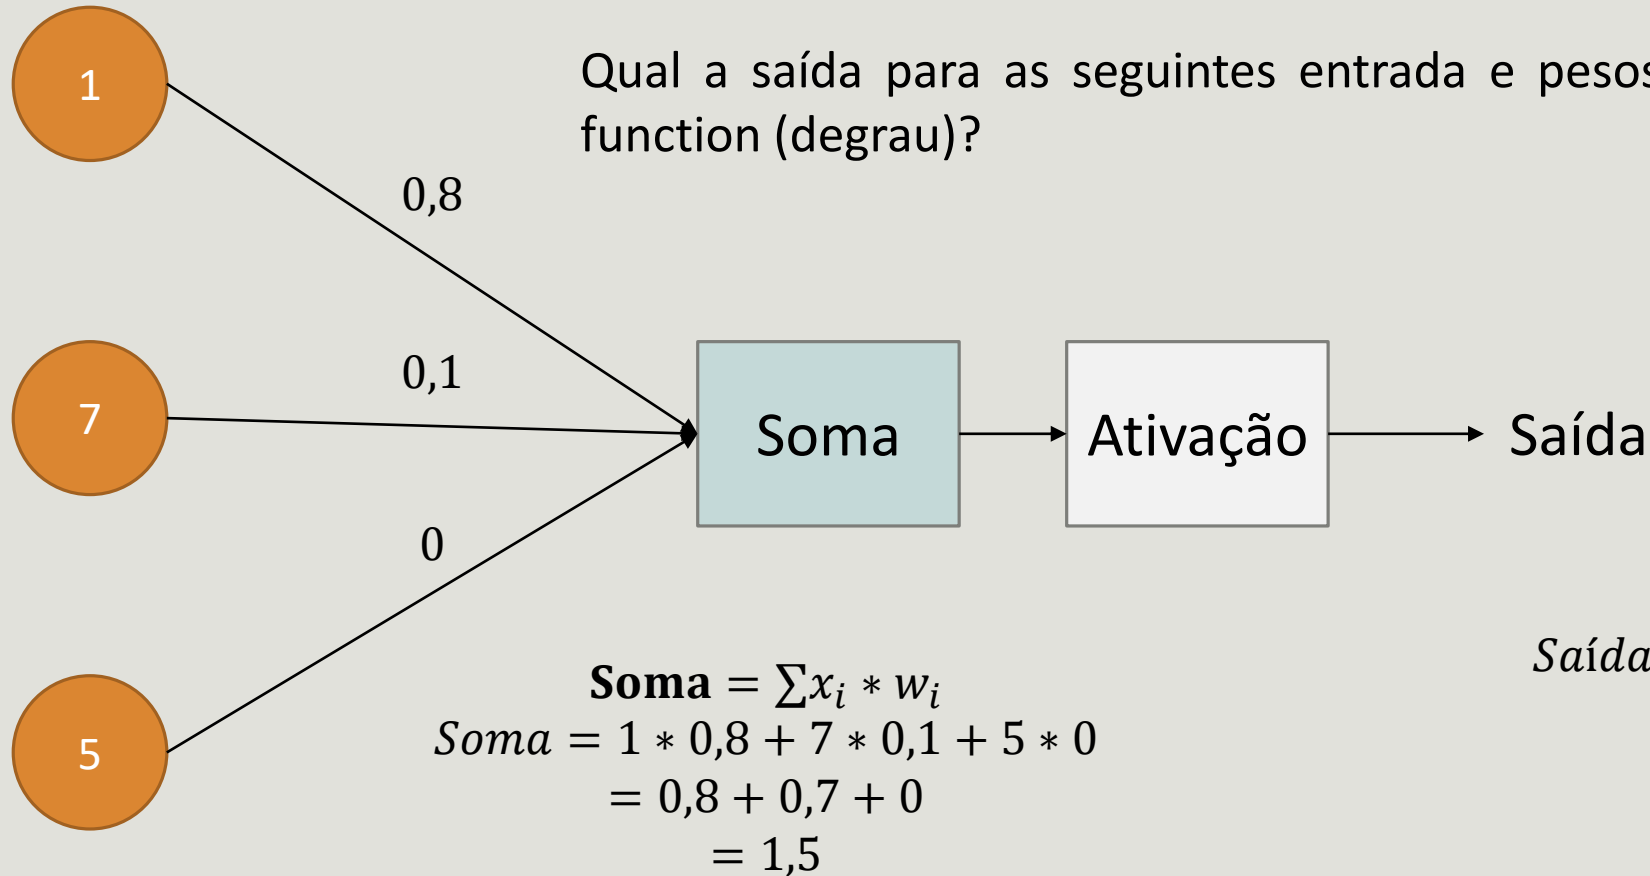 Qual a saída para as seguintes entrada e pesos
function (degrau)?
1
0,8
7
0,1
0
5
Soma
Ativação
Saída
Saída
Soma = ∑xᵢ * wᵢ
Soma = 1 * 0,8 + 7 * 0,1 + 5 * 0
= 0,8 + 0,7 + 0
= 1,5